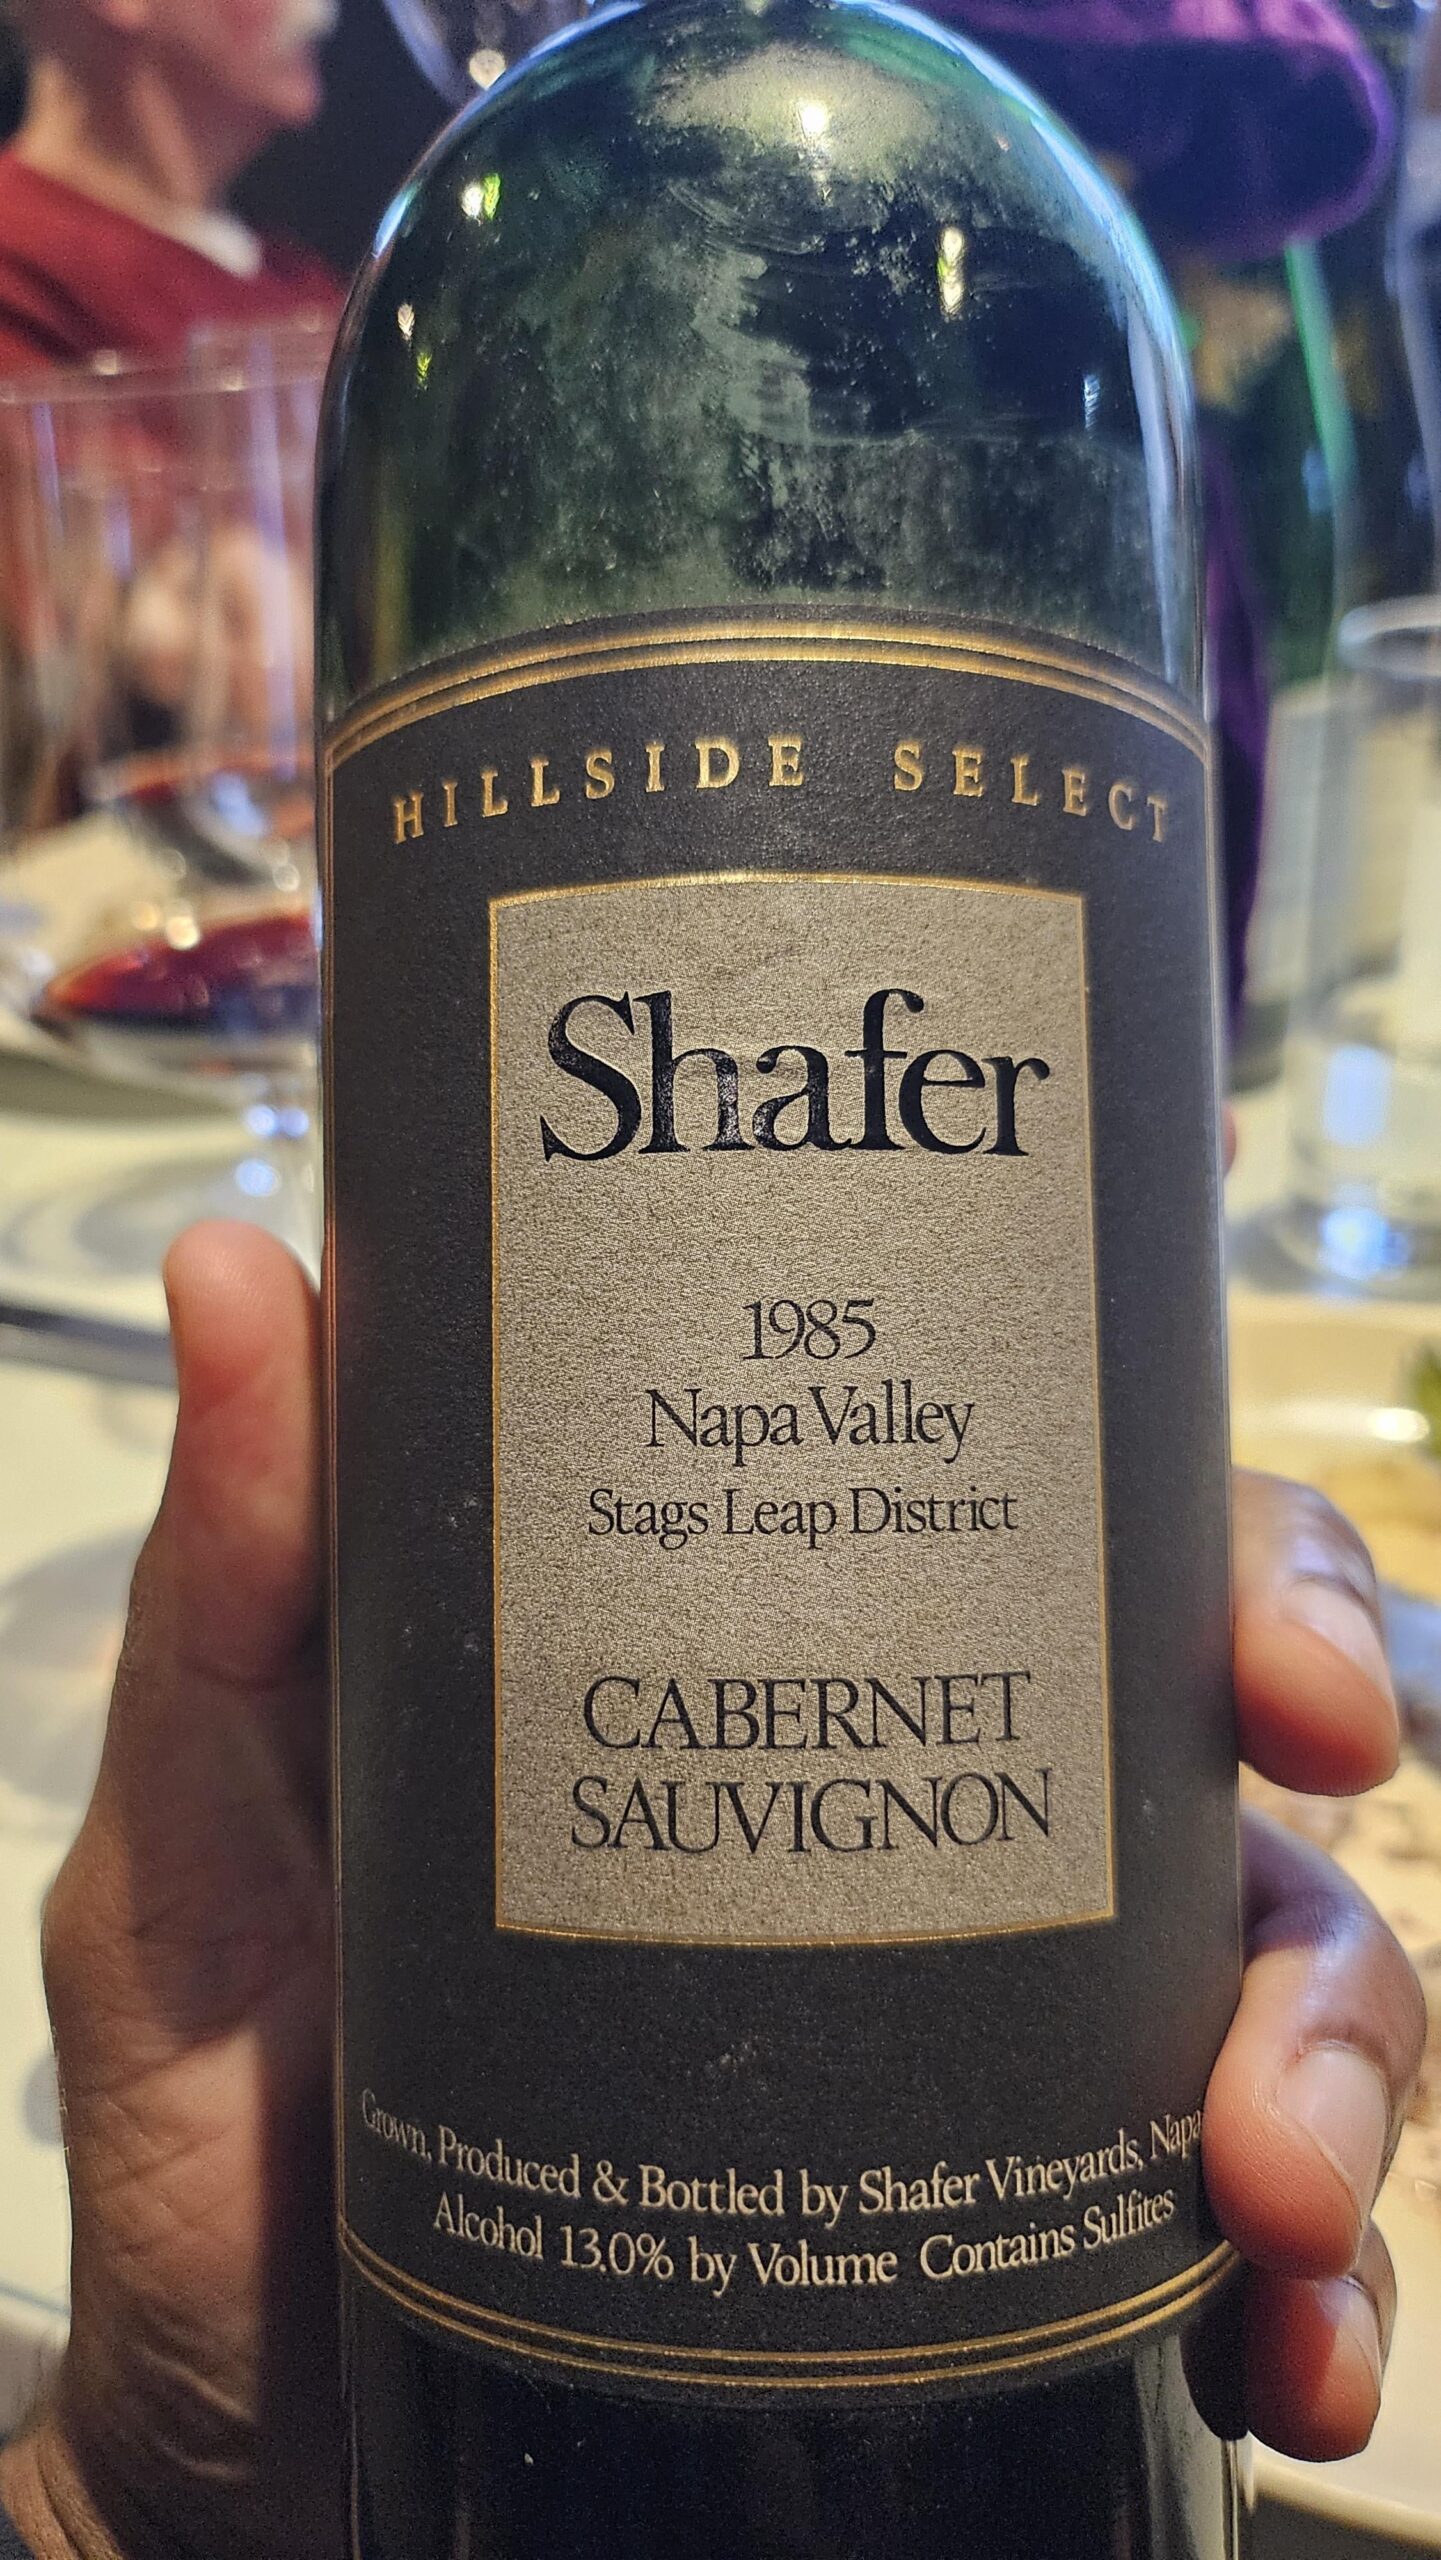 HILLSIDE SELECT
Shafer
1985
Napa Valley
Stags Leap District
CABERNET
SAUVIGNON
Grown, Produced & Bottled by Shafer Vineyards, Napa
Alcohol 13.0% by Volume Contains Sulfites